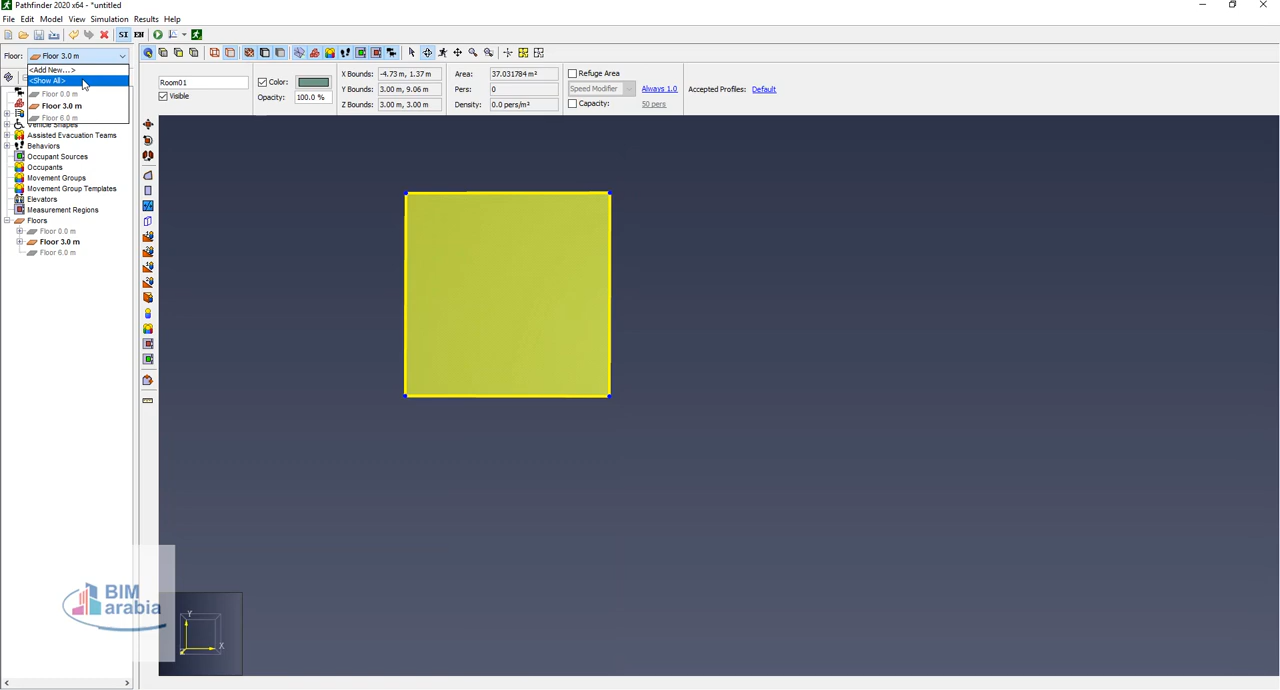 Pathfinder 2020 x64 - *untitled
File Edit Model View Simulation Results Help
SI EN
Floor: Floor 3.0 m
<Add New...>
<Show All>
Floor 0.0 m
Floor 3.0 m
Floor 6.0 m
Vehicle Shapes
Assisted Evacuation Teams
Behaviors
Occupant Sources
Occupants
Movement Groups
Movement Group Templates
Elevators
Measurement Regions
Floors
Floor 0.0 m
Floor 3.0 m
Floor 6.0 m
Room01
Visible
Color:
Opacity: 100.0 %
X Bounds: -4.73 m, 1.37 m
Y Bounds: 3.00 m, 9.06 m
Z Bounds: 3.00 m, 3.00 m
Area: 37.031784 m²
Pers: 0
Density: 0.0 pers/m²
Refuge Area
Speed Modifier Always 1.0
Capacity: 50 pers
Accepted Profiles: Default
BIM
arabia
Y
X